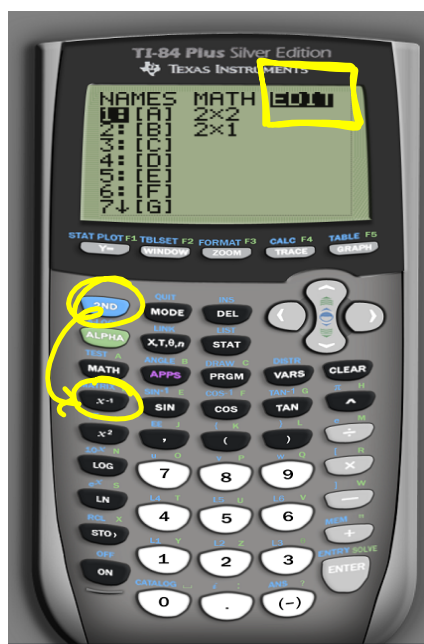 TI-84 Plus Silver Edition
TEXAS INSTRUMENTS
NAMES MATH EDIT
1:[A] 2×2
2:[B] 2×1
3:[C]
4:[D]
5:[E]
6:[F]
7↓[G]
STAT PLOT F1 TBLSET F2 FORMAT F3 CALC F4 TABLE F5
Y= WINDOW ZOOM TRACE GRAPH
QUIT INS
2ND MODE DEL
LINK LIST
ALPHA X,T,θ,n STAT
TEST A ANGLE B DRAW C DISTR
MATH APPS PRGM VARS CLEAR
SIN⁻¹ E COS⁻¹ F TAN⁻¹ G π H
x⁻¹ SIN COS TAN ^
EE J { K } L M
x² , ( ) ÷
10ˣ N u O v P w Q [ R
LOG 7 8 9 ×
eˣ S L4 T L5 U L6 V ] W
LN 4 5 6 −
RCL X L1 Y L2 Z L3 MEM "
STO› 1 2 3 +
OFF CATALOG ANS ? ENTRY SOLVE
ON 0 . (-) ENTER